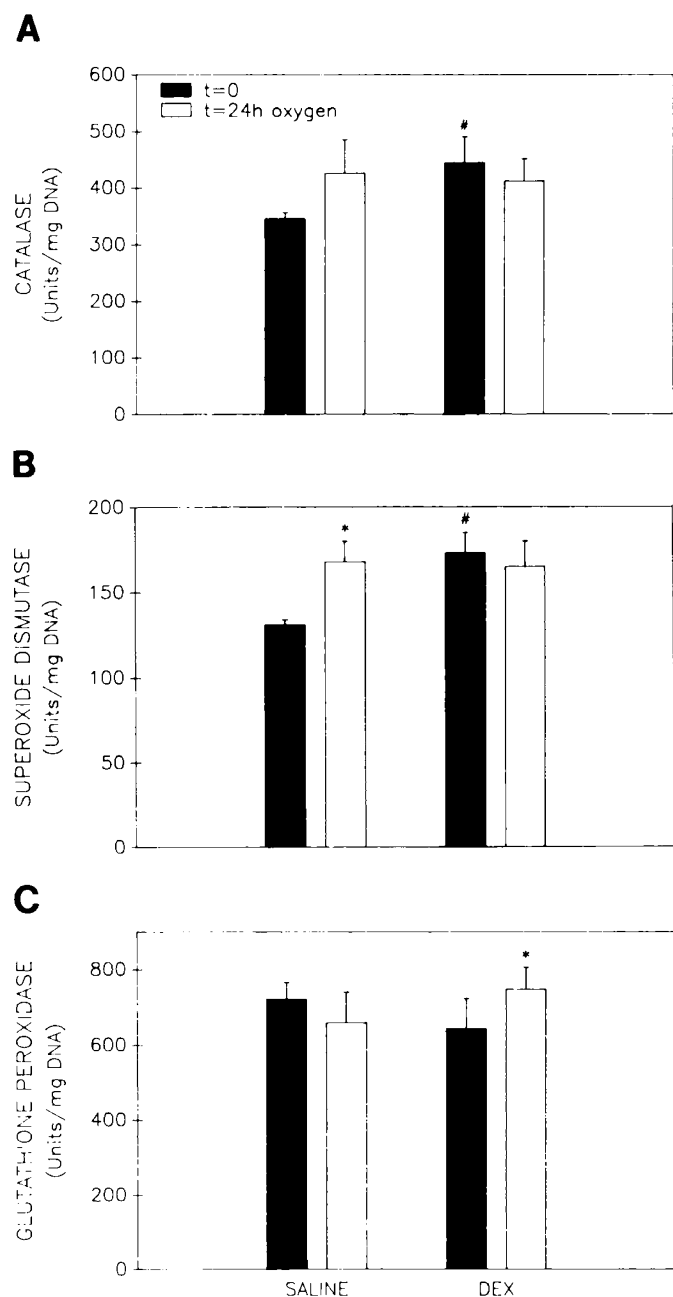 A
600
500
400
300
200
100
0
CATALASE
(Units/mg DNA)
t=0
t=24h oxygen
#
B
200
150
100
50
0
SUPEROXIDE DISMUTASE
(Units/mg DNA)
*
#
C
800
600
400
200
0
GLUTATHIONE PEROXIDASE
(Units/mg DNA)
*
SALINE
DEX